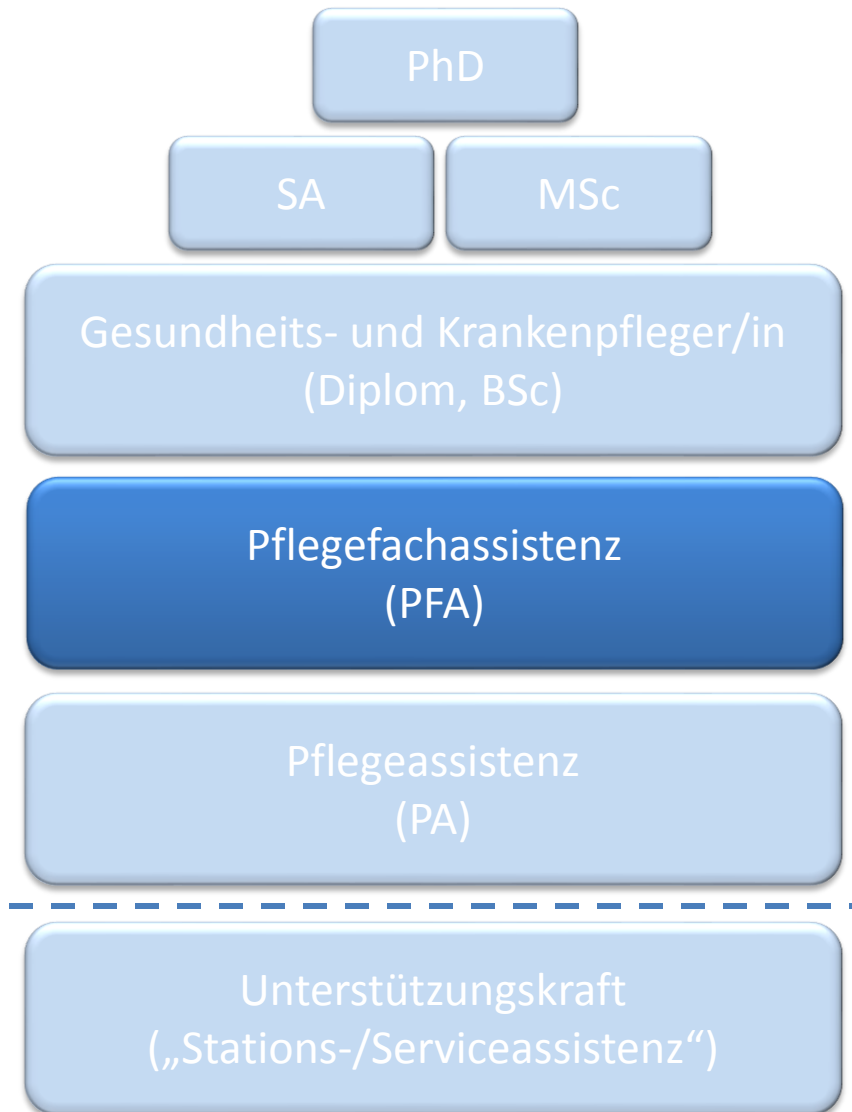 PhD
SA
MSc
Gesundheits- und Krankenpfleger/in
(Diplom, BSc)
Pflegefachassistenz
(PFA)
Pflegeassistenz
(PA)
Unterstützungskraft
(„Stations-/Serviceassistenz“)